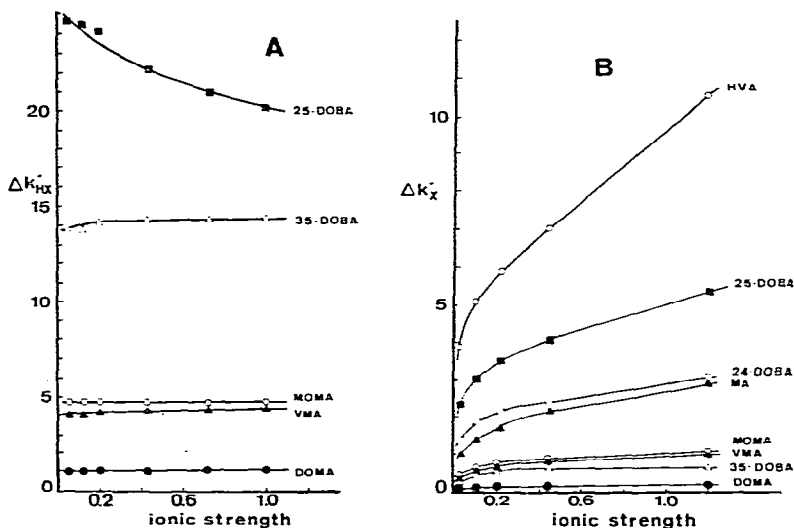 A
20
25-DOBA
Δk'HX
35-DOBA
15
10
5
MOMA
VMA
DOMA
0
0.2
0.6
1.0
ionic strength
B
HVA
10
Δk'X
5
25-DOBA
24-DOBA
MA
MOMA
VMA
35-DOBA
DOMA
0
0.2
0.6
1.0
ionic strength